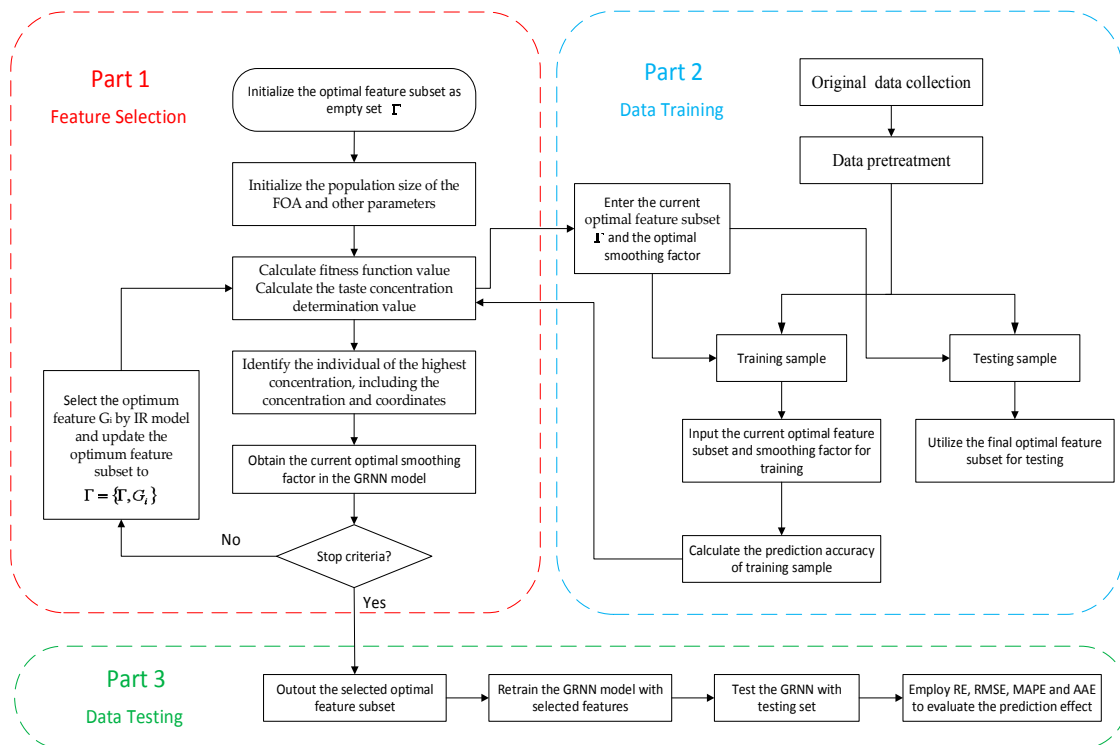 Part 1
Feature Selection
Initialize the optimal feature subset as
empty set Γ
Initialize the population size of the
FOA and other parameters
Calculate fitness function value
Calculate the taste concentration
determination value
Identify the individual of the highest
concentration, including the
concentration and coordinates
Obtain the current optimal smoothing
factor in the GRNN model
Stop criteria?
No
Yes
Select the optimum
feature Gi by IR model
and update the
optimum feature
subset to
Γ = {Γ, G_i}
Part 2
Data Training
Original data collection
Data pretreatment
Enter the current
optimal feature subset
Γ and the optimal
smoothing factor
Training sample
Testing sample
Input the current optimal feature
subset and smoothing factor for
training
Utilize the final optimal feature
subset for testing
Calculate the prediction accuracy
of training sample
Part 3
Data Testing
Outout the selected optimal
feature subset
Retrain the GRNN model with
selected features
Test the GRNN with
testing set
Employ RE, RMSE, MAPE and AAE
to evaluate the prediction effect